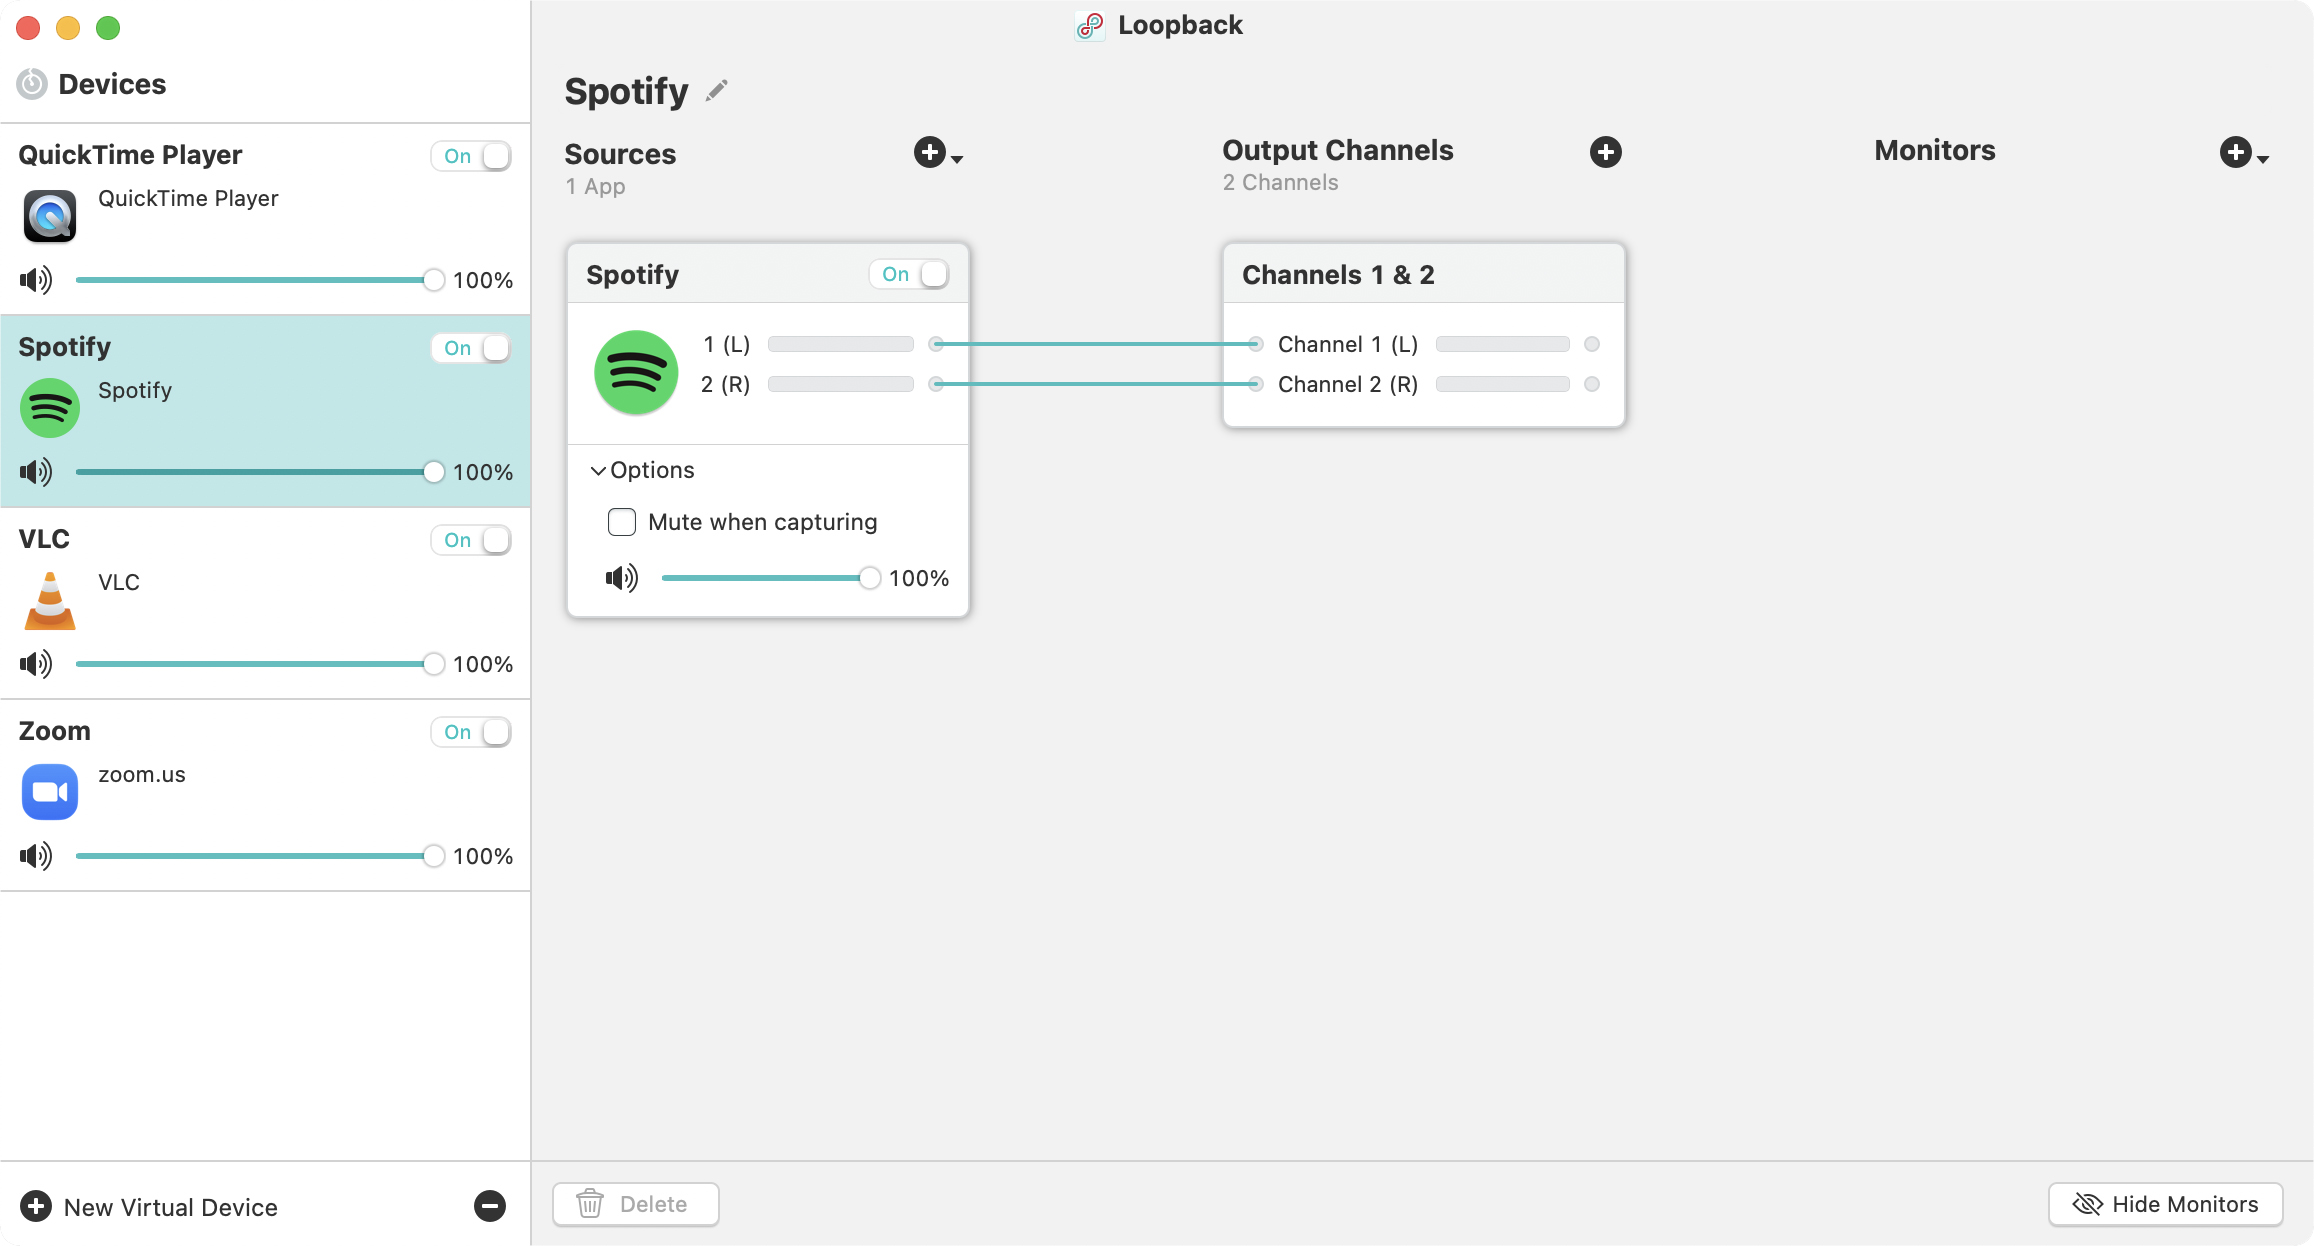 Loopback
Devices
QuickTime Player
On
QuickTime Player
100%
Spotify
On
Spotify
100%
VLC
On
VLC
100%
Zoom
On
zoom.us
100%
New Virtual Device
Spotify
Sources
1 App
Output Channels
2 Channels
Monitors
Spotify
On
1 (L)
2 (R)
Options
Mute when capturing
100%
Channels 1 & 2
Channel 1 (L)
Channel 2 (R)
Delete
Hide Monitors